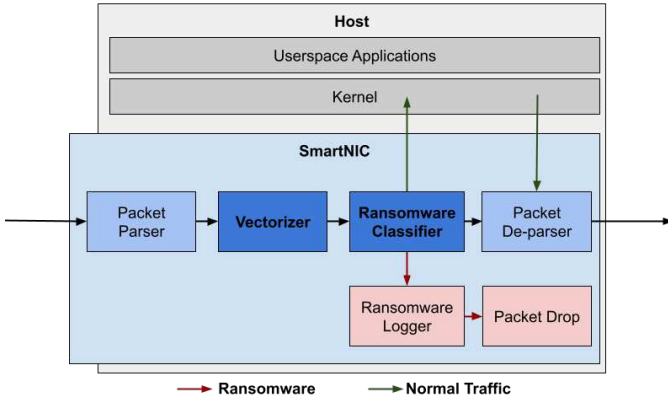 Host
Userspace Applications
Kernel
SmartNIC
Packet
Parser
Vectorizer
Ransomware
Classifier
Packet
De-parser
Ransomware
Logger
Packet Drop
Ransomware
Normal Traffic